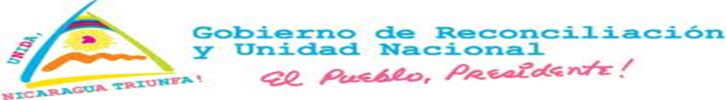 UNIDA,
NICARAGUA TRIUNFA!
Gobierno de Reconciliación
y Unidad Nacional
El Pueblo, Presidente!